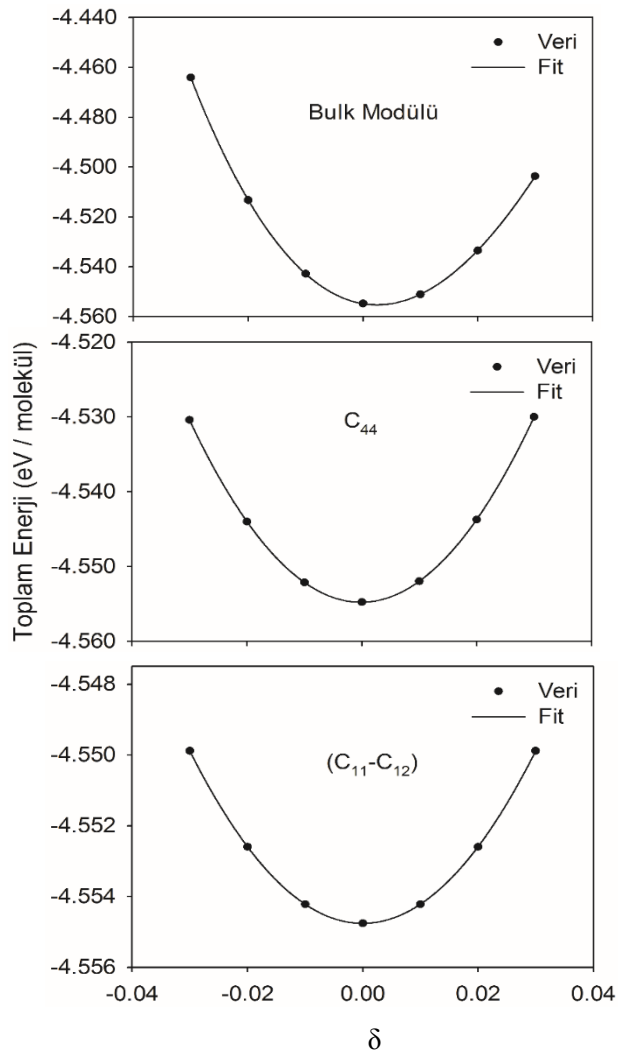 Toplam Enerji (eV / molekül)
-4.440
-4.460
-4.480
-4.500
-4.520
-4.540
-4.560
Veri
Fit
Bulk Modülü
-4.520
-4.530
-4.540
-4.550
-4.560
Veri
Fit
C₄₄
-4.548
-4.550
-4.552
-4.554
-4.556
Veri
Fit
(C₁₁-C₁₂)
-0.04 -0.02 0.00 0.02 0.04
δ